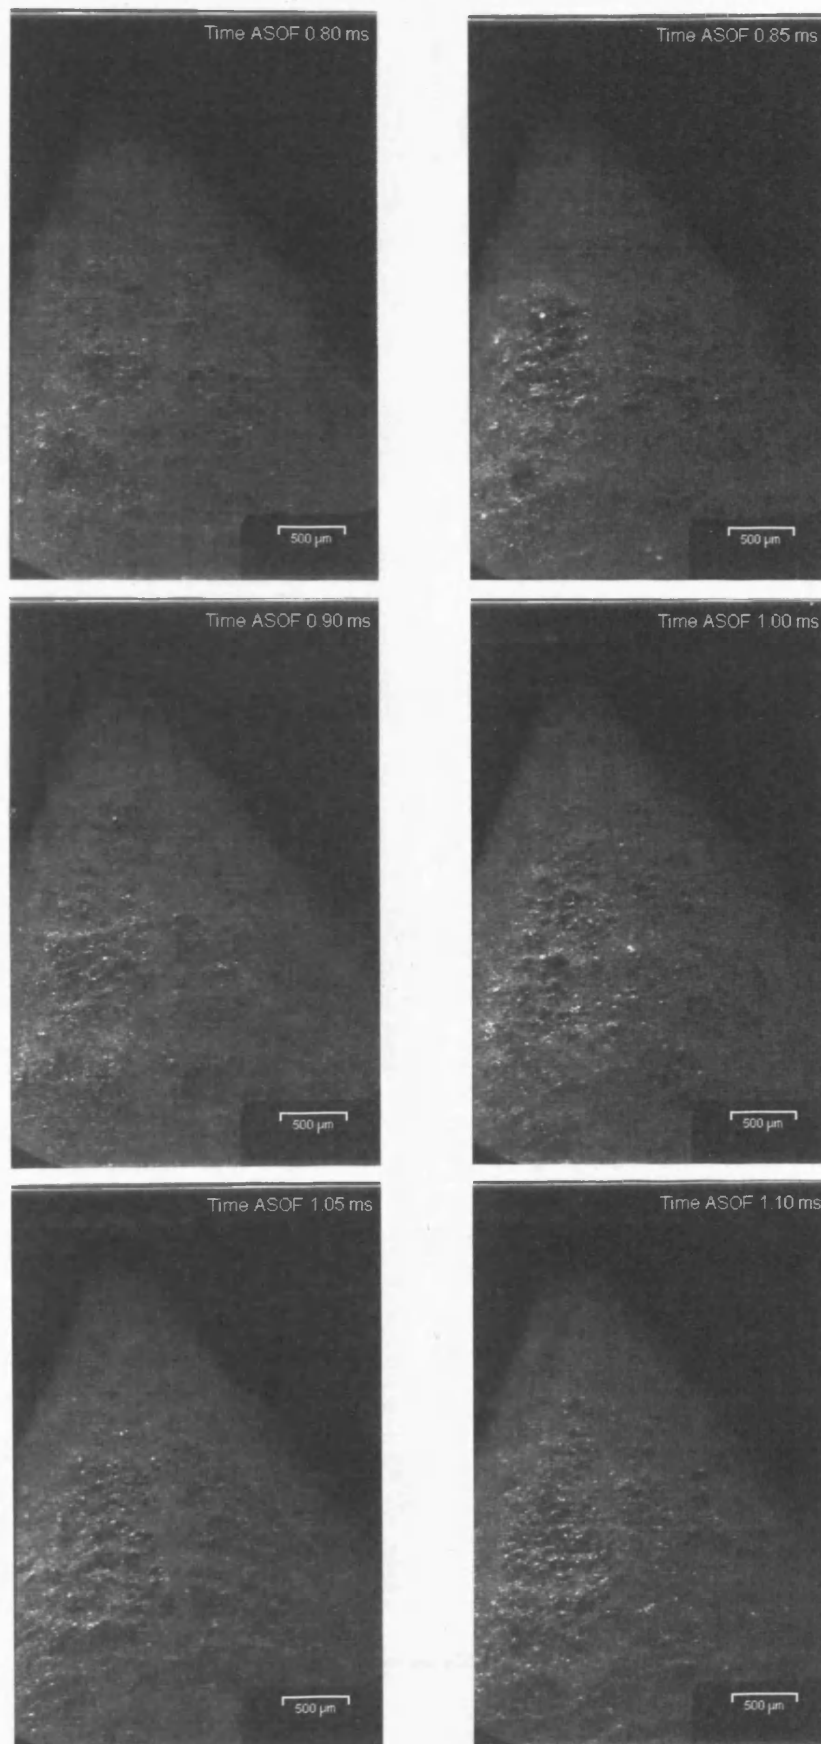 Time ASOF 0.80 ms
Time ASOF 0.85 ms
500 µm
500 µm
Time ASOF 0.90 ms
Time ASOF 1.00 ms
500 µm
500 µm
Time ASOF 1.05 ms
Time ASOF 1.10 ms
500 µm
500 µm